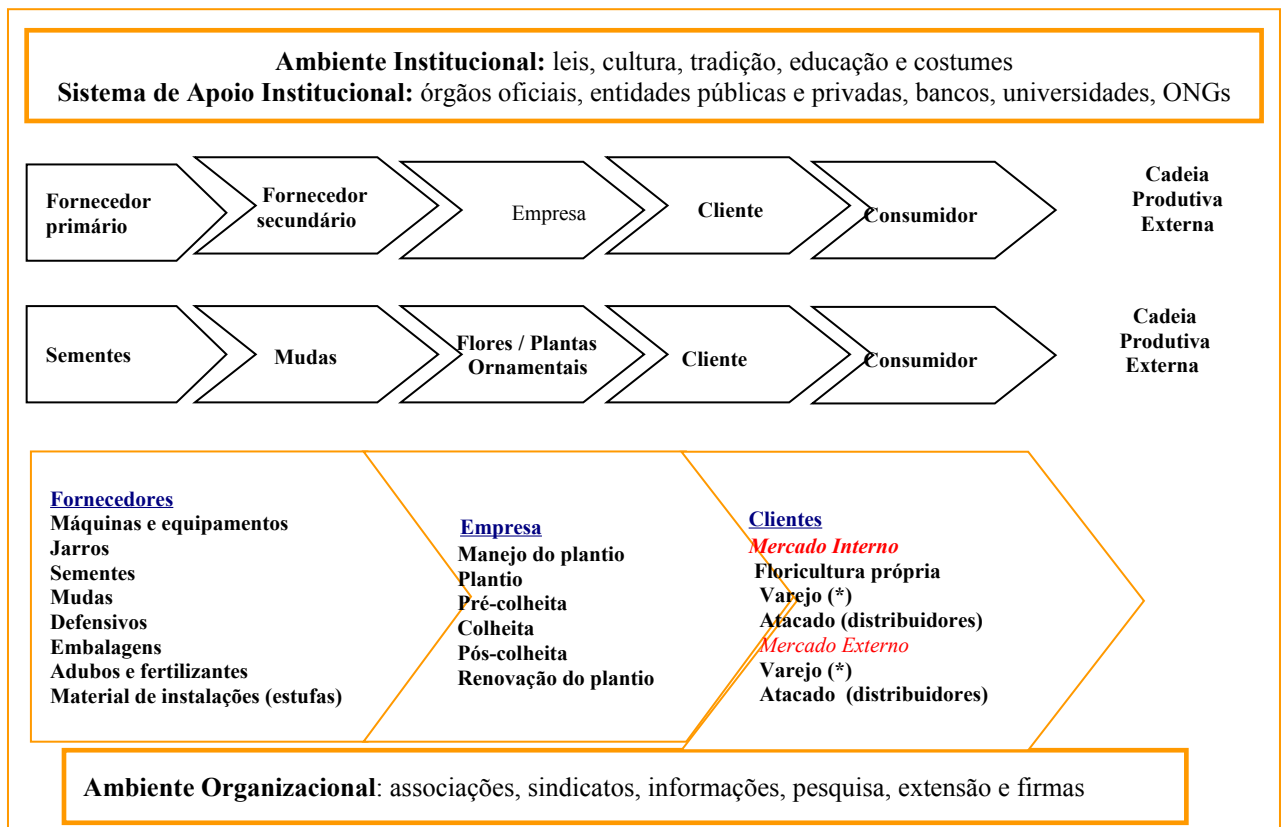 Ambiente Institucional: leis, cultura, tradição, educação e costumes
Sistema de Apoio Institucional: órgãos oficiais, entidades públicas e privadas, bancos, universidades, ONGs
Fornecedor
primário
Fornecedor
secundário
Empresa
Cliente
Consumidor
Cadeia
Produtiva
Externa
Sementes
Mudas
Flores / Plantas
Ornamentais
Cliente
Consumidor
Cadeia
Produtiva
Externa
Fornecedores
Máquinas e equipamentos
Jarros
Sementes
Mudas
Defensivos
Embalagens
Adubos e fertilizantes
Material de instalações (estufas)
Empresa
Manejo do plantio
Plantio
Pré-colheita
Colheita
Pós-colheita
Renovação do plantio
Clientes
Mercado Interno
Floricultura própria
Varejo (*)
Atacado (distribuidores)
Mercado Externo
Varejo (*)
Atacado (distribuidores)
Ambiente Organizacional: associações, sindicatos, informações, pesquisa, extensão e firmas